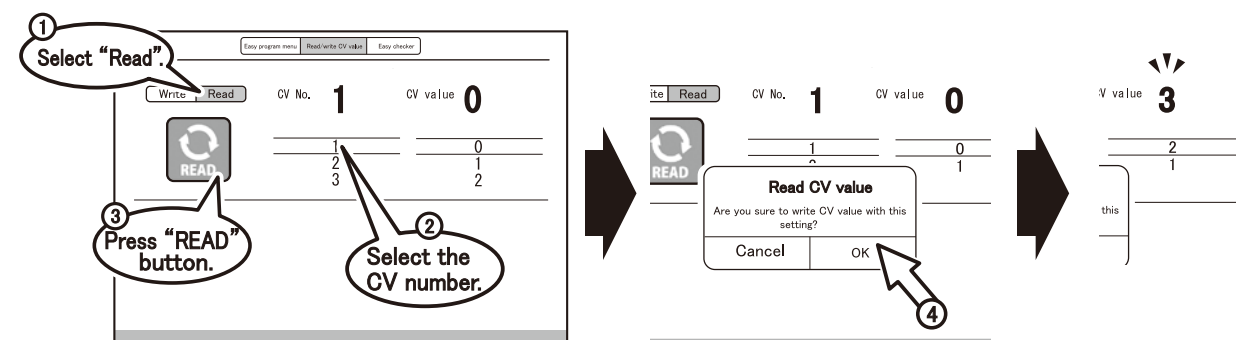 ①
Select “Read”.
Easy program menu Read/write CV value Easy checker
Write Read CV No. 1 CV value 0
READ
1 0
2 1
3 2
③
Press “READ”
button.
②
Select the
CV number.
ite Read CV No. 1 CV value 0
READ
1 0
1
Read CV value
Are you sure to write CV value with this
setting?
Cancel OK
④
V value 3
2
1
this